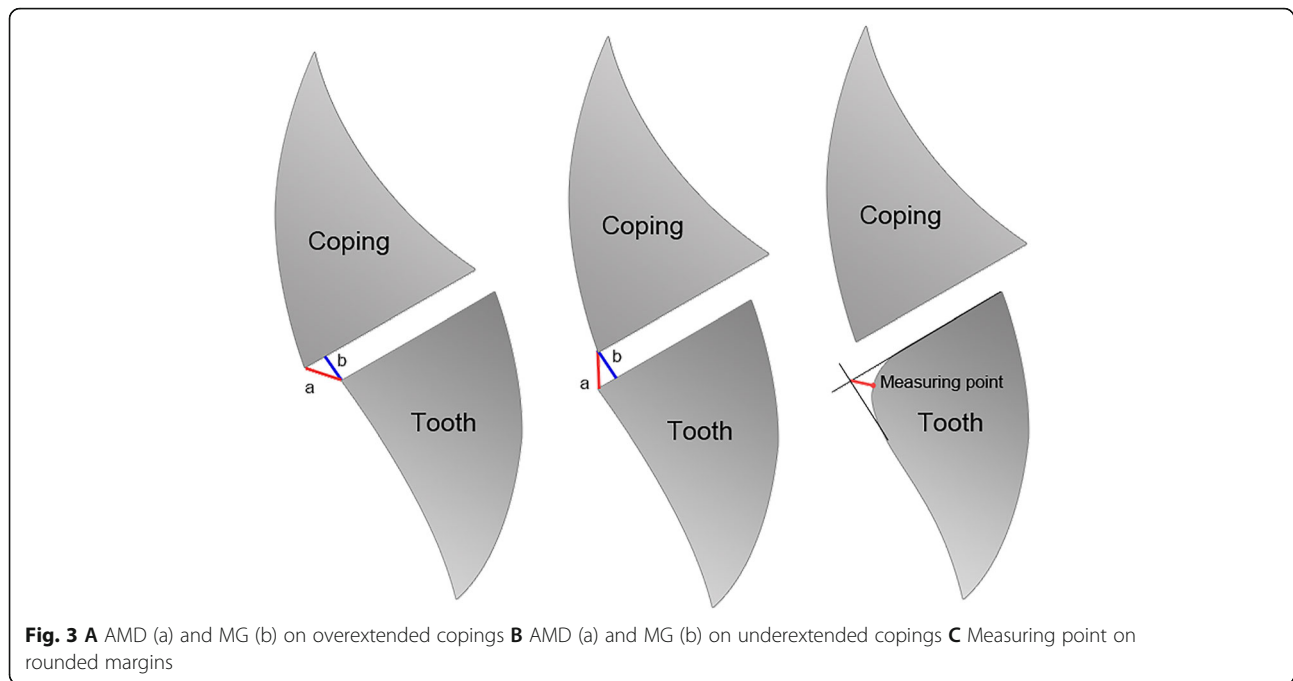 Coping
Coping
Coping
b
a
b
a
Measuring point
Tooth
Tooth
Tooth
Fig. 3 A AMD (a) and MG (b) on overextended copings B AMD (a) and MG (b) on underextended copings C Measuring point on
rounded margins